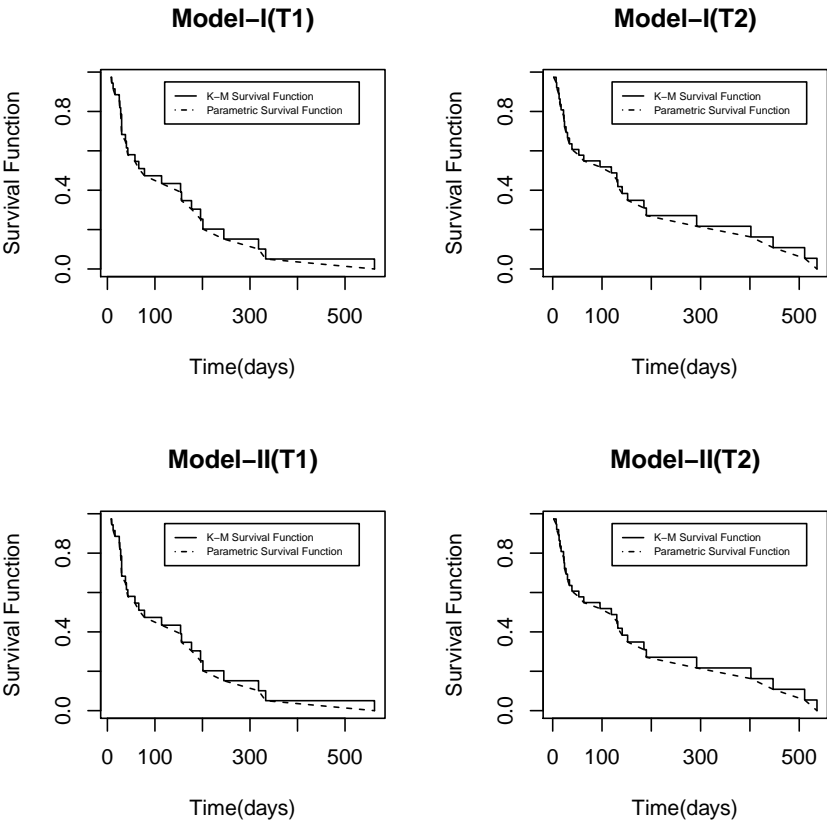 Model−I(T1)
Survival Function
0.0 0.4 0.8
K−M Survival Function
Parametric Survival Function
0 100 300 500
Time(days)
Model−I(T2)
Survival Function
0.0 0.4 0.8
K−M Survival Function
Parametric Survival Function
0 100 300 500
Time(days)
Model−II(T1)
Survival Function
0.0 0.4 0.8
K−M Survival Function
Parametric Survival Function
0 100 300 500
Time(days)
Model−II(T2)
Survival Function
0.0 0.4 0.8
K−M Survival Function
Parametric Survival Function
0 100 300 500
Time(days)